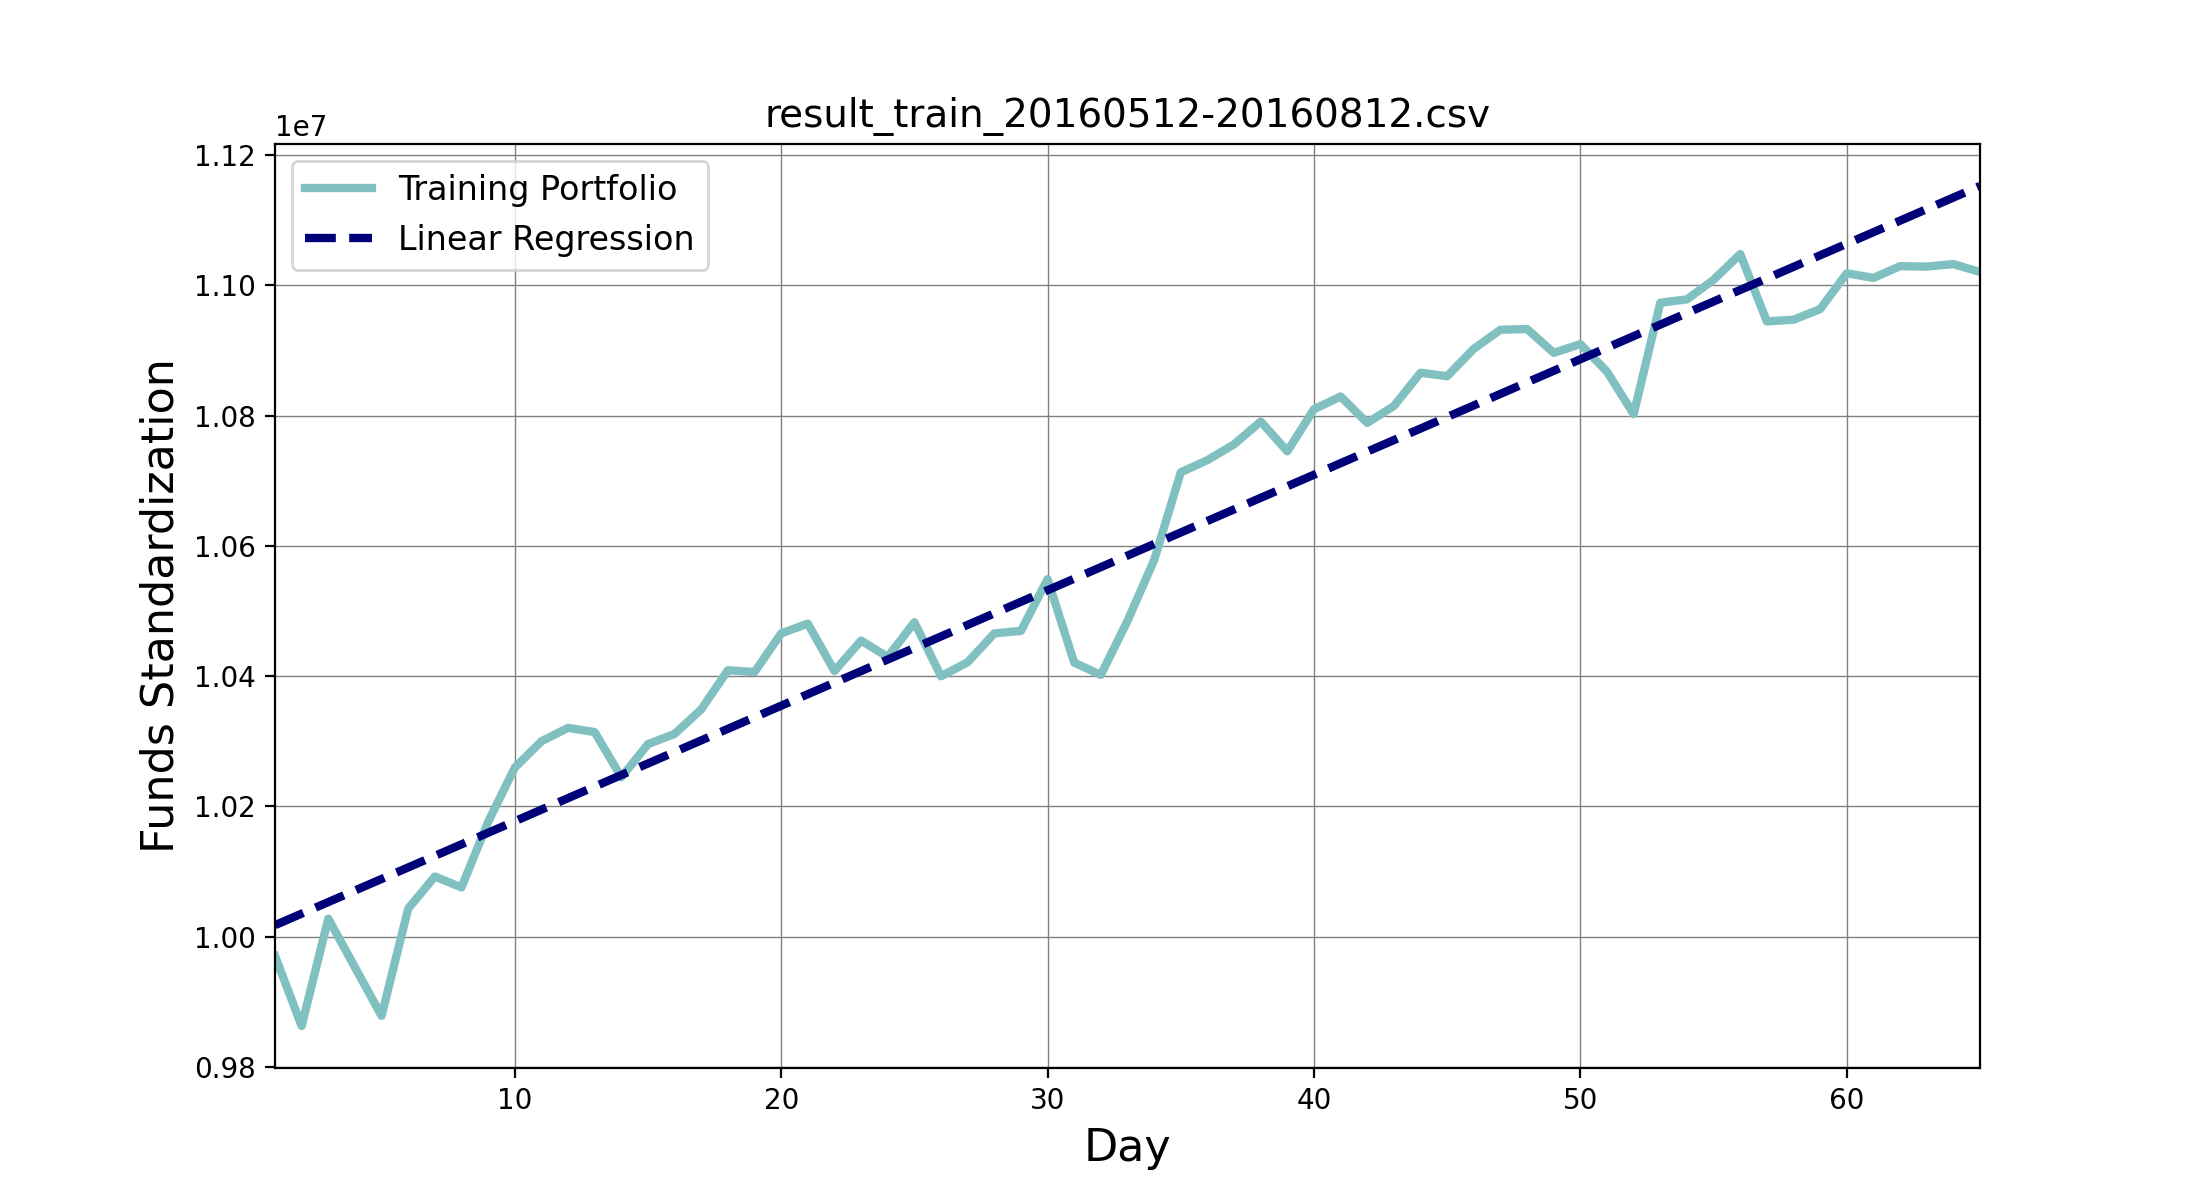 result_train_20160512-20160812.csv
1e7
1.12
1.10
1.08
1.06
1.04
1.02
1.00
0.98
Funds Standardization
Training Portfolio
Linear Regression
10 20 30 40 50 60
Day